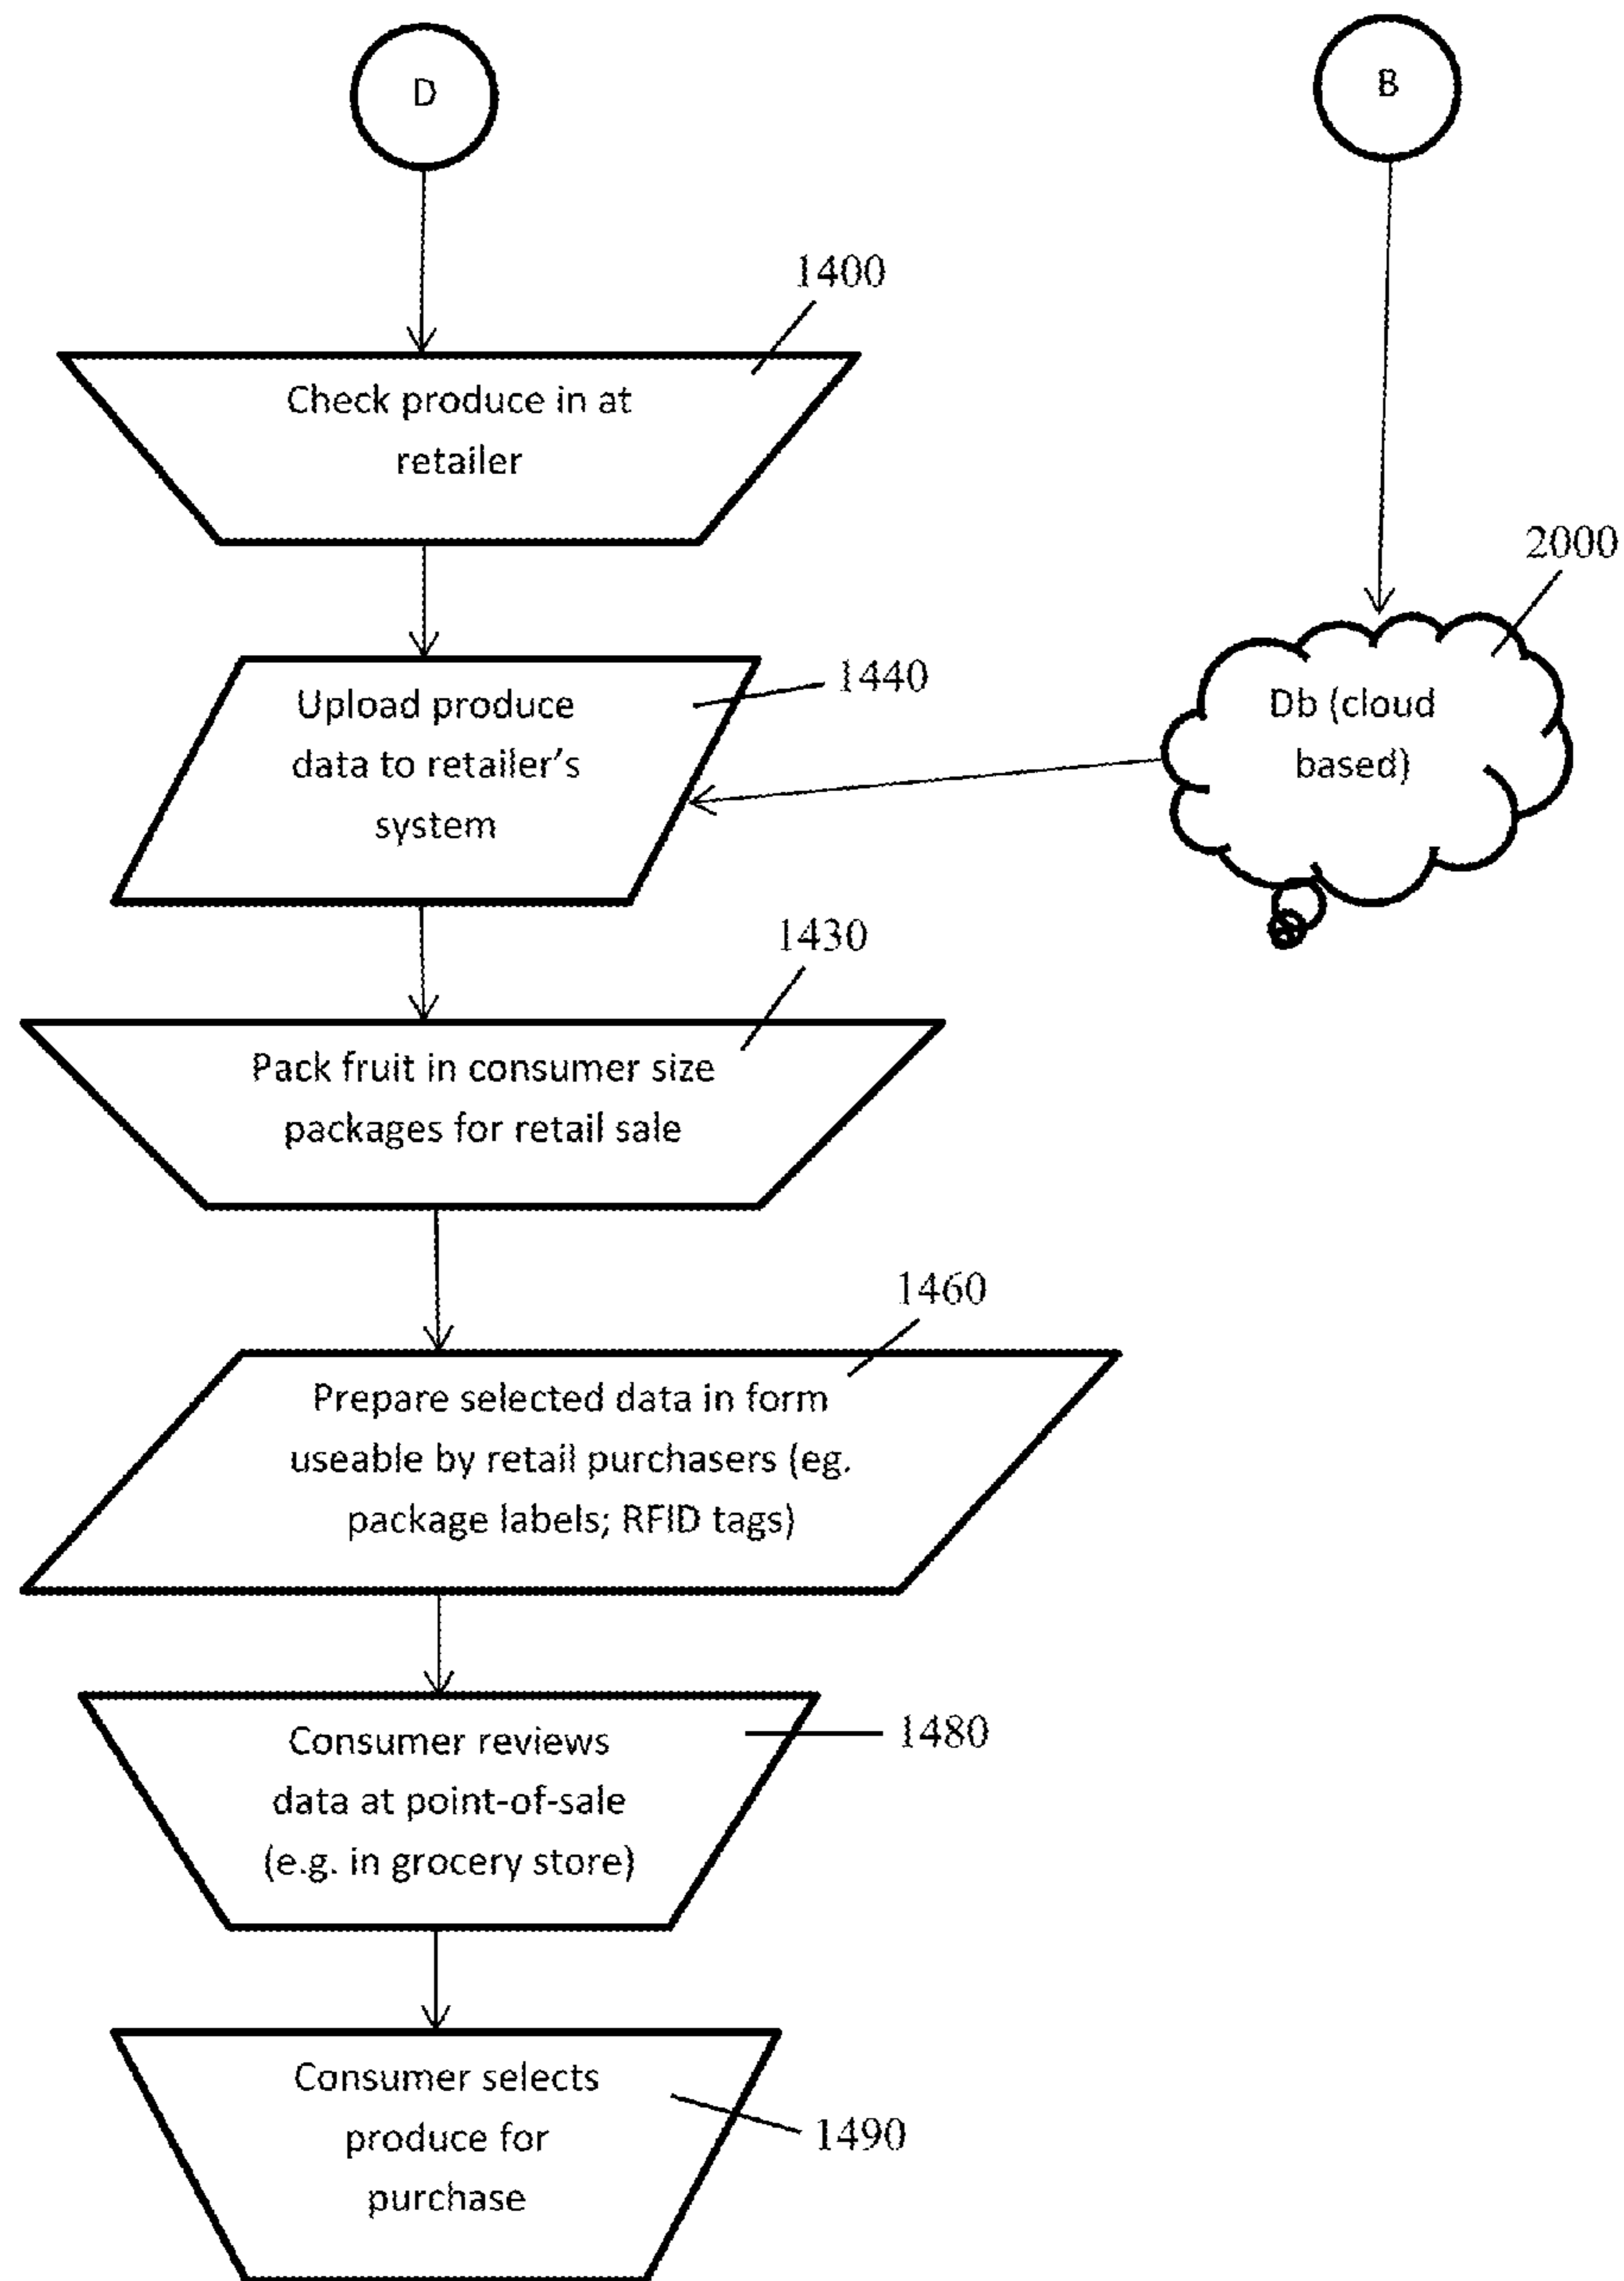 D
B
1400
Check produce in at
retailer
2000
1440
Upload produce
data to retailer's
system
Db (cloud
based)
1430
Pack fruit in consumer size
packages for retail sale
1460
Prepare selected data in form
useable by retail purchasers (eg.
package labels; RFID tags)
1480
Consumer reviews
data at point-of-sale
(e.g. in grocery store)
Consumer selects
produce for
purchase
1490